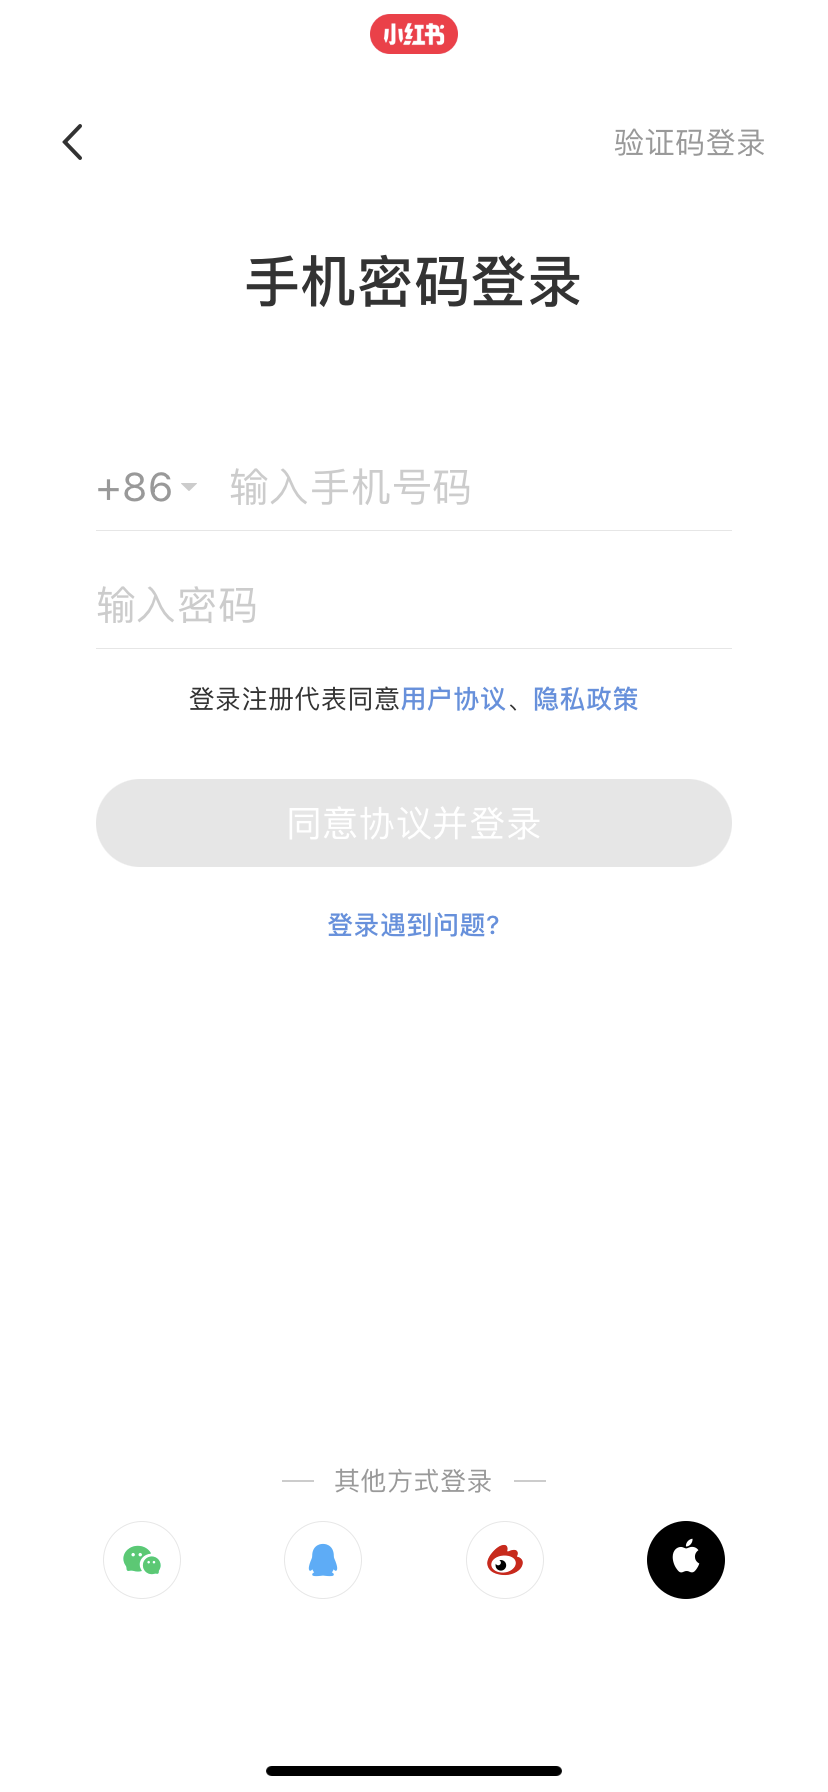 小红书
验证码登录
手机密码登录
+86 输入手机号码
输入密码
登录注册代表同意用户协议、隐私政策
同意协议并登录
登录遇到问题?
其他方式登录